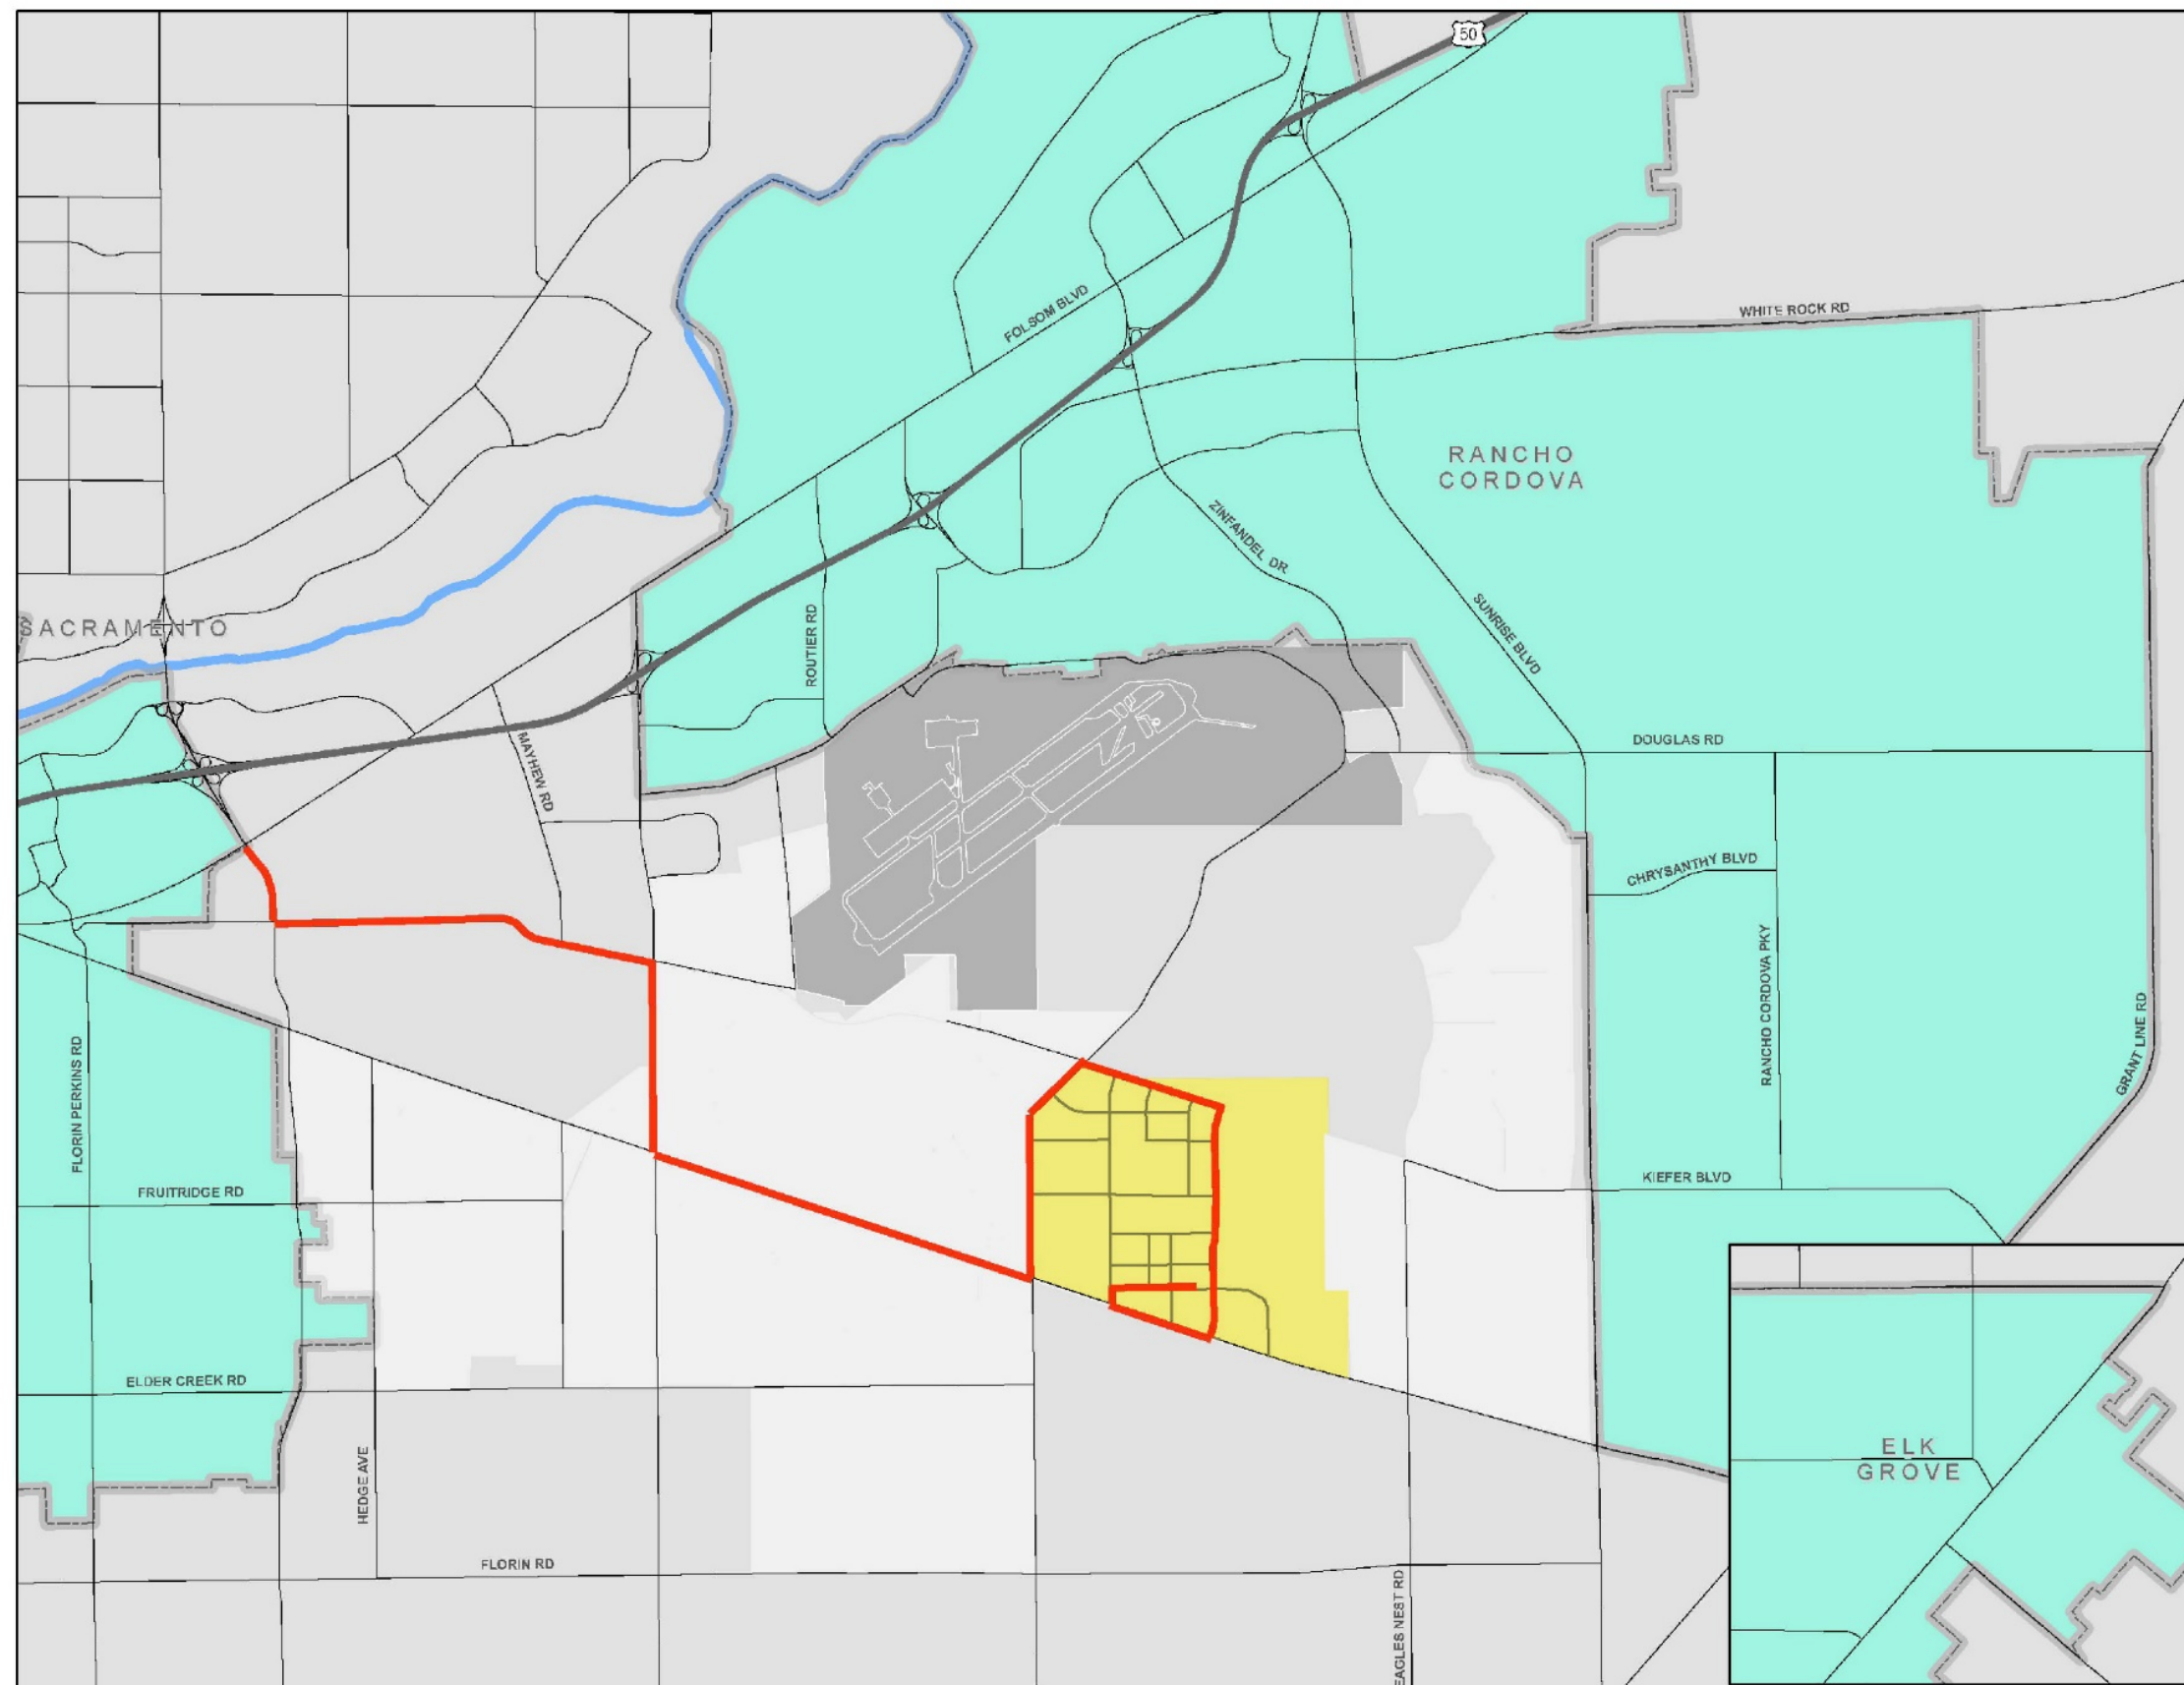 50
WHITE ROCK RD
FOLSOM BLVD
RANCHO
CORDOVA
ZINFANDEL DR
SUNRISE BLVD
ROUTIER RD
SACRAMENTO
MAYHEW RD
DOUGLAS RD
CHRYSANTHY BLVD
RANCHO CORDOVA PKY
GRANT LINE RD
FLORIN PERKINS RD
KIEFER BLVD
FRUITRIDGE RD
ELDER CREEK RD
HEDGE AVE
ELK
GROVE
FLORIN RD
EAGLES NEST RD